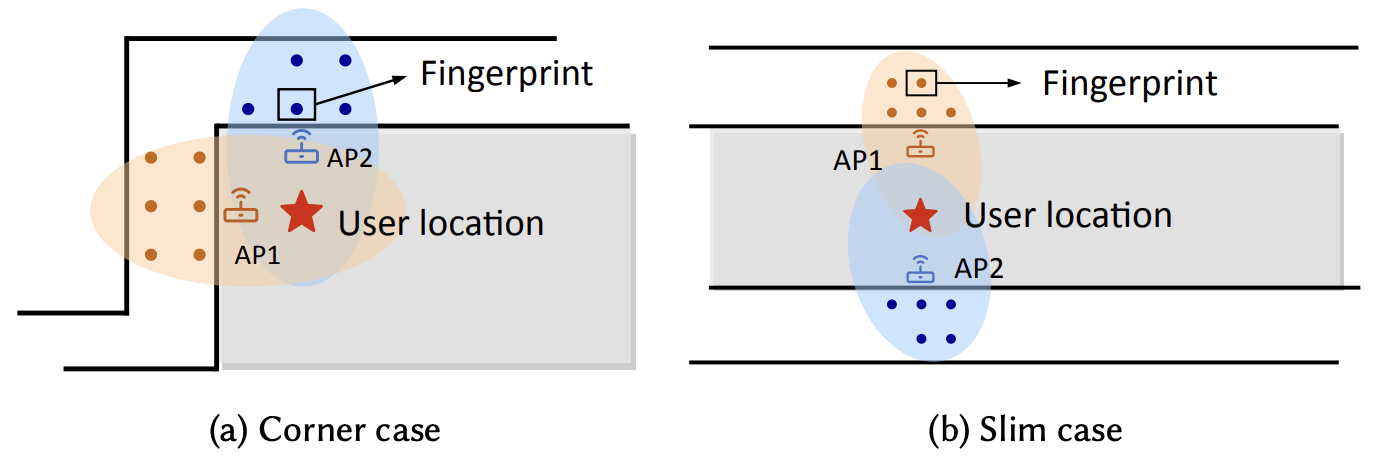 Fingerprint
AP2
User location
AP1
(a) Corner case
Fingerprint
AP1
User location
AP2
(b) Slim case